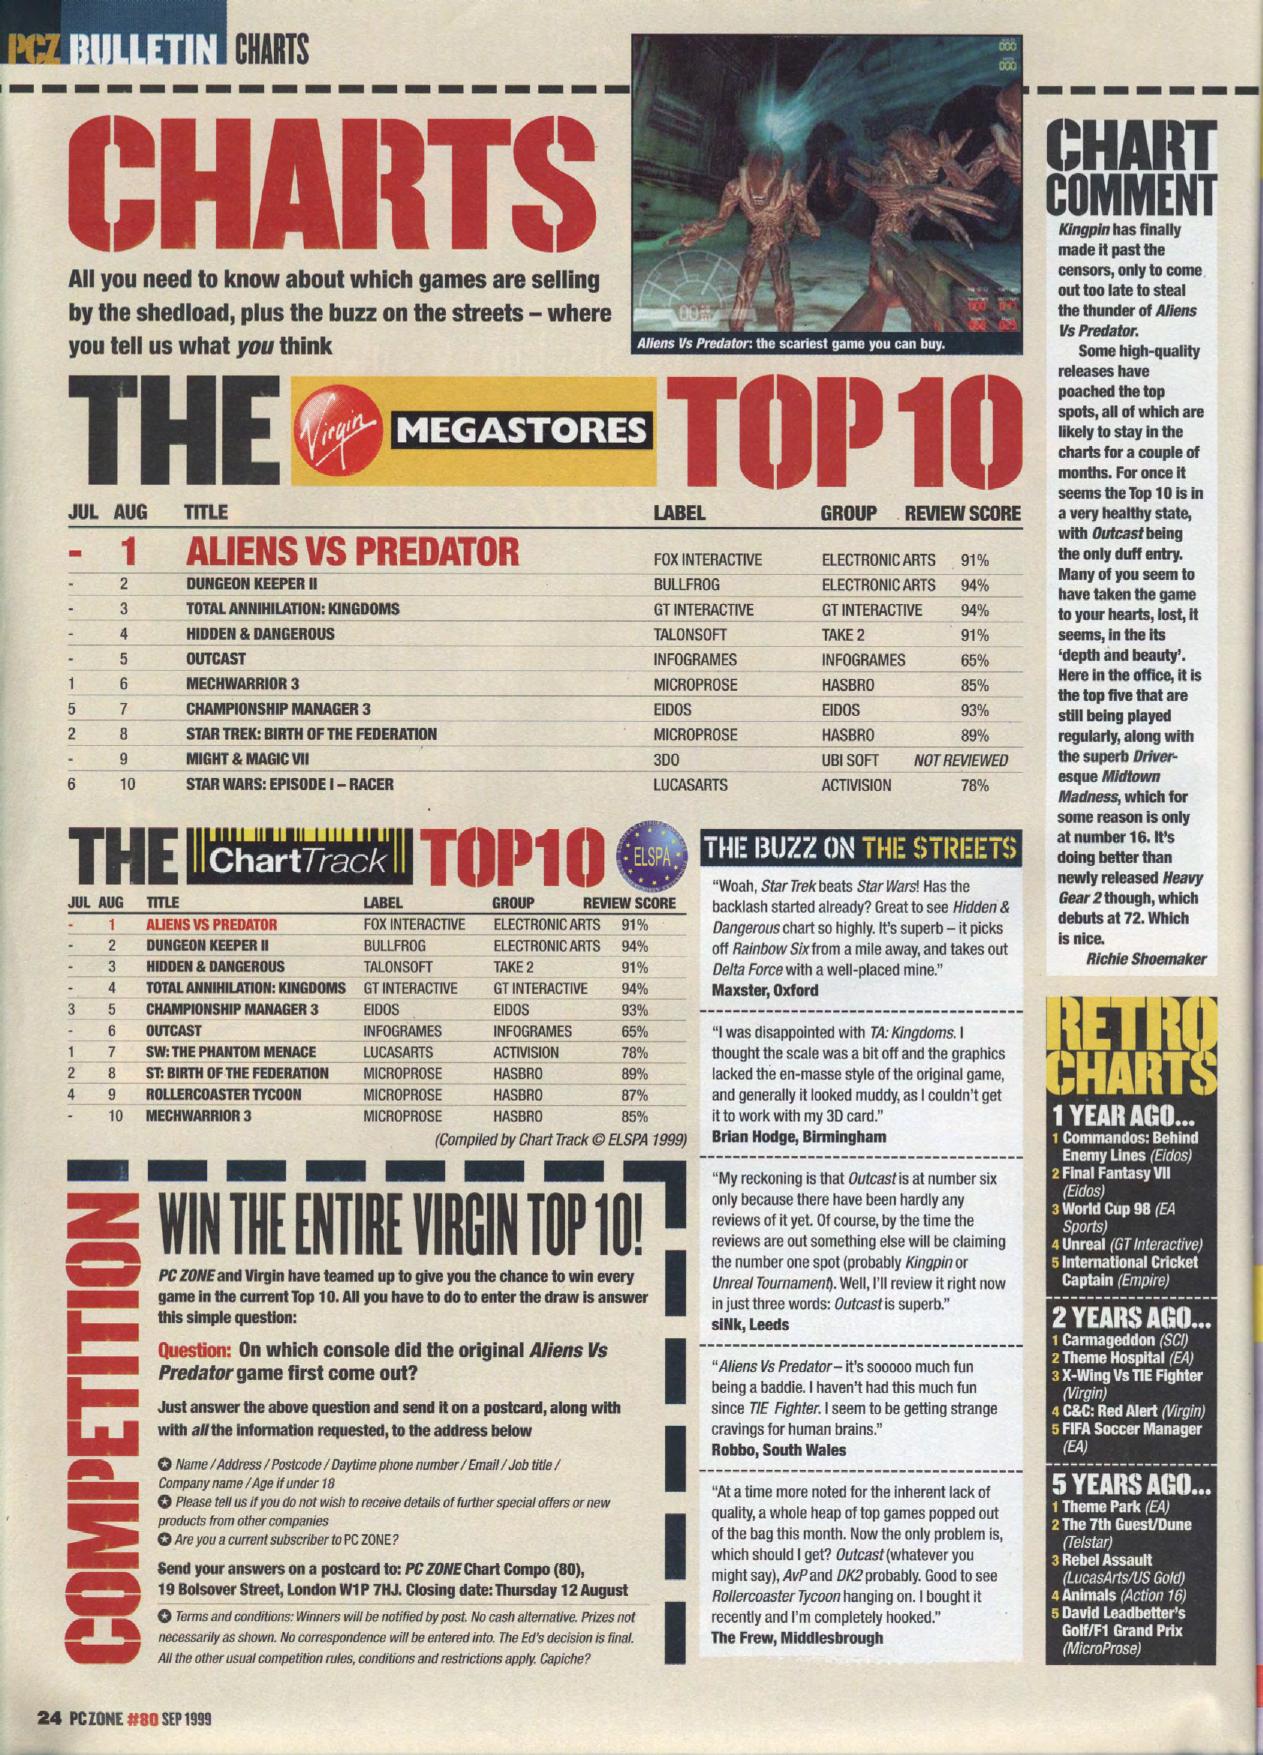 PCZ BULLETIN CHARTS
CHARTS
All you need to know about which games are selling
by the shedload, plus the buzz on the streets – where
you tell us what you think
Aliens Vs Predator: the scariest game you can buy.
THE Virgin MEGASTORES TOP 10
JUL AUG TITLE LABEL GROUP REVIEW SCORE
- 1 ALIENS VS PREDATOR FOX INTERACTIVE ELECTRONIC ARTS 91%
- 2 DUNGEON KEEPER II BULLFROG ELECTRONIC ARTS 94%
- 3 TOTAL ANNIHILATION: KINGDOMS GT INTERACTIVE GT INTERACTIVE 94%
- 4 HIDDEN & DANGEROUS TALONSOFT TAKE 2 91%
- 5 OUTCAST INFOGRAMES INFOGRAMES 65%
1 6 MECHWARRIOR 3 MICROPROSE HASBRO 85%
5 7 CHAMPIONSHIP MANAGER 3 EIDOS EIDOS 93%
2 8 STAR TREK: BIRTH OF THE FEDERATION MICROPROSE HASBRO 89%
- 9 MIGHT & MAGIC VII 3DO UBI SOFT NOT REVIEWED
6 10 STAR WARS: EPISODE I – RACER LUCASARTS ACTIVISION 78%
THE ChartTrack TOP10 ELSPA
JUL AUG TITLE LABEL GROUP REVIEW SCORE
- 1 ALIENS VS PREDATOR FOX INTERACTIVE ELECTRONIC ARTS 91%
- 2 DUNGEON KEEPER II BULLFROG ELECTRONIC ARTS 94%
- 3 HIDDEN & DANGEROUS TALONSOFT TAKE 2 91%
- 4 TOTAL ANNIHILATION: KINGDOMS GT INTERACTIVE GT INTERACTIVE 94%
3 5 CHAMPIONSHIP MANAGER 3 EIDOS EIDOS 93%
- 6 OUTCAST INFOGRAMES INFOGRAMES 65%
1 7 SW: THE PHANTOM MENACE LUCASARTS ACTIVISION 78%
2 8 ST: BIRTH OF THE FEDERATION MICROPROSE HASBRO 89%
4 9 ROLLERCOASTER TYCOON MICROPROSE HASBRO 87%
- 10 MECHWARRIOR 3 MICROPROSE HASBRO 85%
(Compiled by Chart Track © ELSPA 1999)
COMPETITION
WIN THE ENTIRE VIRGIN TOP 10!
PC ZONE and Virgin have teamed up to give you the chance to win every
game in the current Top 10. All you have to do to enter the draw is answer
this simple question:
Question: On which console did the original Aliens Vs
Predator game first come out?
Just answer the above question and send it on a postcard, along with
with all the information requested, to the address below
✪ Name / Address / Postcode / Daytime phone number / Email / Job title /
Company name / Age if under 18
✪ Please tell us if you do not wish to receive details of further special offers or new
products from other companies
✪ Are you a current subscriber to PC ZONE?
Send your answers on a postcard to: PC ZONE Chart Compo (80),
19 Bolsover Street, London W1P 7HJ. Closing date: Thursday 12 August
✪ Terms and conditions: Winners will be notified by post. No cash alternative. Prizes not
necessarily as shown. No correspondence will be entered into. The Ed's decision is final.
All the other usual competition rules, conditions and restrictions apply. Capiche?
THE BUZZ ON THE STREETS
"Woah, Star Trek beats Star Wars! Has the
backlash started already? Great to see Hidden &
Dangerous chart so highly. It's superb – it picks
off Rainbow Six from a mile away, and takes out
Delta Force with a well-placed mine."
Maxster, Oxford
"I was disappointed with TA: Kingdoms. I
thought the scale was a bit off and the graphics
lacked the en-masse style of the original game,
and generally it looked muddy, as I couldn't get
it to work with my 3D card."
Brian Hodge, Birmingham
"My reckoning is that Outcast is at number six
only because there have been hardly any
reviews of it yet. Of course, by the time the
reviews are out something else will be claiming
the number one spot (probably Kingpin or
Unreal Tournament). Well, I'll review it right now
in just three words: Outcast is superb."
siNk, Leeds
"Aliens Vs Predator – it's sooooo much fun
being a baddie. I haven't had this much fun
since TIE Fighter. I seem to be getting strange
cravings for human brains."
Robbo, South Wales
"At a time more noted for the inherent lack of
quality, a whole heap of top games popped out
of the bag this month. Now the only problem is,
which should I get? Outcast (whatever you
might say), AvP and DK2 probably. Good to see
Rollercoaster Tycoon hanging on. I bought it
recently and I'm completely hooked."
The Frew, Middlesbrough
CHART
COMMENT
Kingpin has finally
made it past the
censors, only to come
out too late to steal
the thunder of Aliens
Vs Predator.
Some high-quality
releases have
poached the top
spots, all of which are
likely to stay in the
charts for a couple of
months. For once it
seems the Top 10 is in
a very healthy state,
with Outcast being
the only duff entry.
Many of you seem to
have taken the game
to your hearts, lost, it
seems, in the its
'depth and beauty'.
Here in the office, it is
the top five that are
still being played
regularly, along with
the superb Driver-
esque Midtown
Madness, which for
some reason is only
at number 16. It's
doing better than
newly released Heavy
Gear 2 though, which
debuts at 72. Which
is nice.
Richie Shoemaker
RETRO
CHARTS
1 YEAR AGO...
1 Commandos: Behind
Enemy Lines (Eidos)
2 Final Fantasy VII
(Eidos)
3 World Cup 98 (EA
Sports)
4 Unreal (GT Interactive)
5 International Cricket
Captain (Empire)
2 YEARS AGO...
1 Carmageddon (SCI)
2 Theme Hospital (EA)
3 X-Wing Vs TIE Fighter
(Virgin)
4 C&C: Red Alert (Virgin)
5 FIFA Soccer Manager
(EA)
5 YEARS AGO...
1 Theme Park (EA)
2 The 7th Guest/Dune
(Telstar)
3 Rebel Assault
(LucasArts/US Gold)
4 Animals (Action 16)
5 David Leadbetter's
Golf/F1 Grand Prix
(MicroProse)
24 PC ZONE #80 SEP 1999